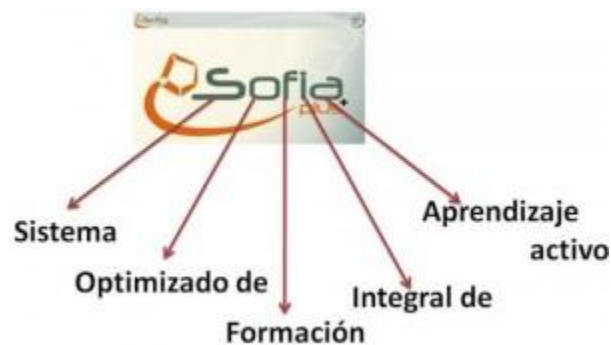 Sofia
plus+
Sistema
Optimizado de
Formación
Integral de
Aprendizaje
activo